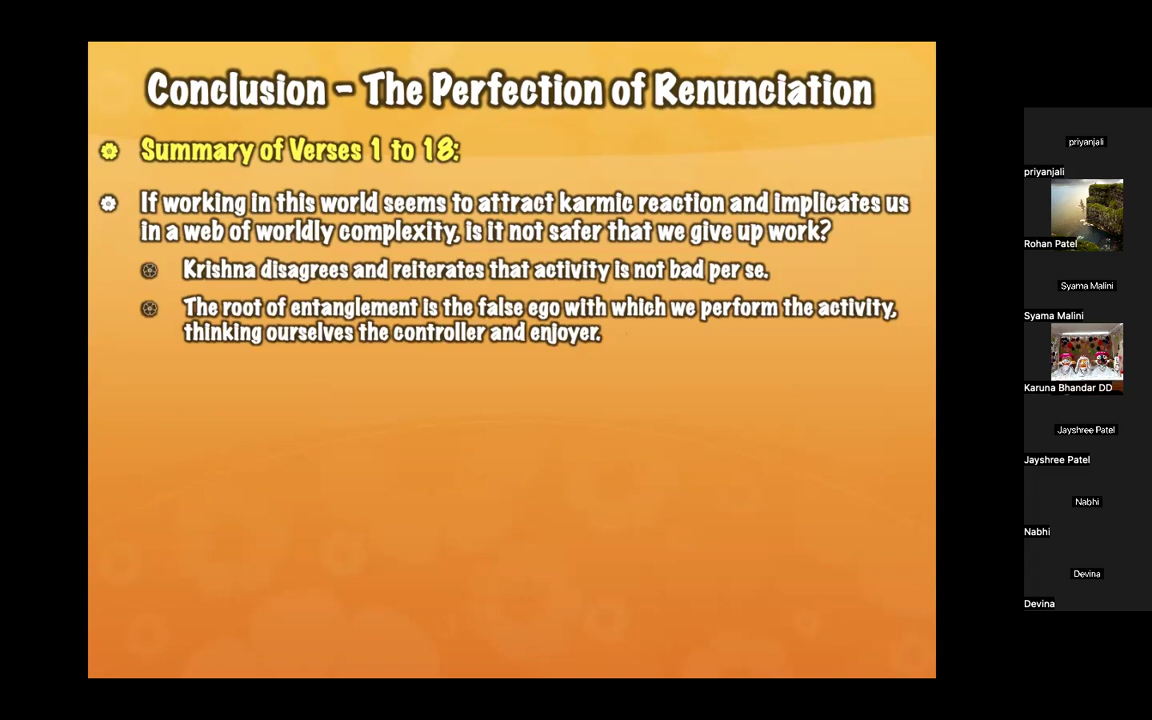 Conclusion - The Perfection of Renunciation
Summary of Verses 1 to 18:
If working in this world seems to attract karmic reaction and implicates us
in a web of worldly complexity, is it not safer that we give up work?
Krishna disagrees and reiterates that activity is not bad per se.
The root of entanglement is the false ego with which we perform the activity,
thinking ourselves the controller and enjoyer.
priyanjali
priyanjali
Rohan Patel
Syama Malini
Syama Malini
Karuna Bhandar DD
Jayshree Patel
Jayshree Patel
Nabhi
Nabhi
Devina
Devina